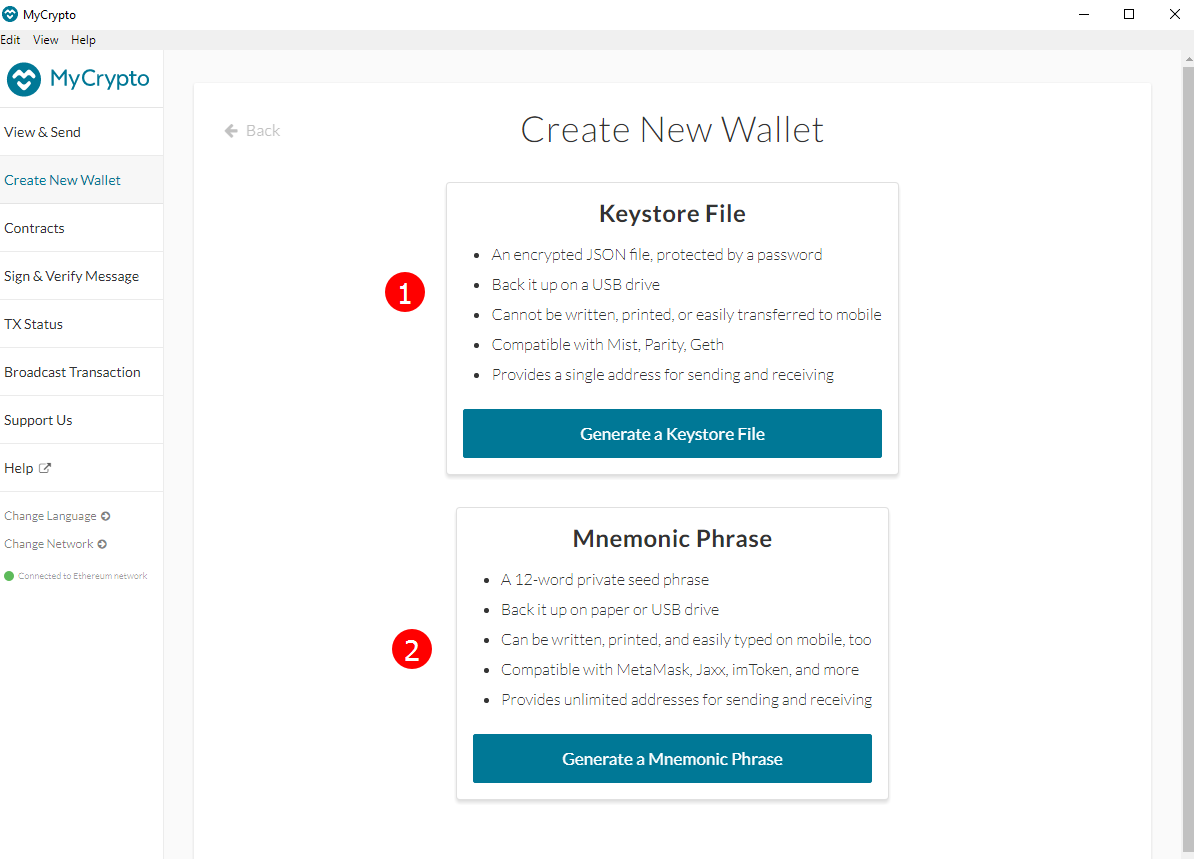 MyCrypto
Edit View Help
MyCrypto
View & Send
Create New Wallet
Contracts
Sign & Verify Message
TX Status
Broadcast Transaction
Support Us
Help
Change Language
Change Network
Connected to Ethereum network
Back
Create New Wallet
1
Keystore File
An encrypted JSON file, protected by a password
Back it up on a USB drive
Cannot be written, printed, or easily transferred to mobile
Compatible with Mist, Parity, Geth
Provides a single address for sending and receiving
Generate a Keystore File
2
Mnemonic Phrase
A 12-word private seed phrase
Back it up on paper or USB drive
Can be written, printed, and easily typed on mobile, too
Compatible with MetaMask, Jaxx, imToken, and more
Provides unlimited addresses for sending and receiving
Generate a Mnemonic Phrase